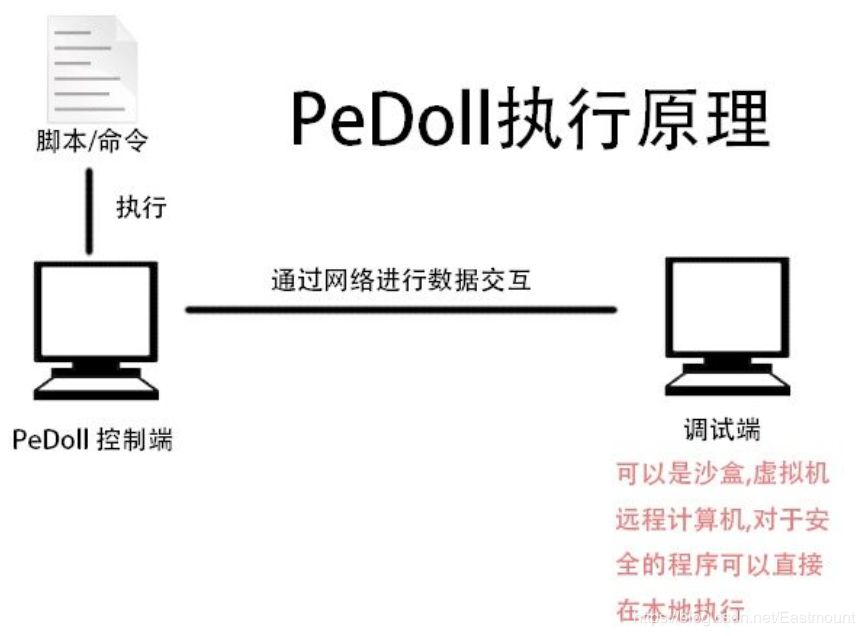 PeDoll执行原理
脚本/命令
执行
通过网络进行数据交互
PeDoll 控制端
调试端
可以是沙盒,虚拟机
远程计算机,对于安
全的程序可以直接
在本地执行
https://blog.csdn.net/Eastmount